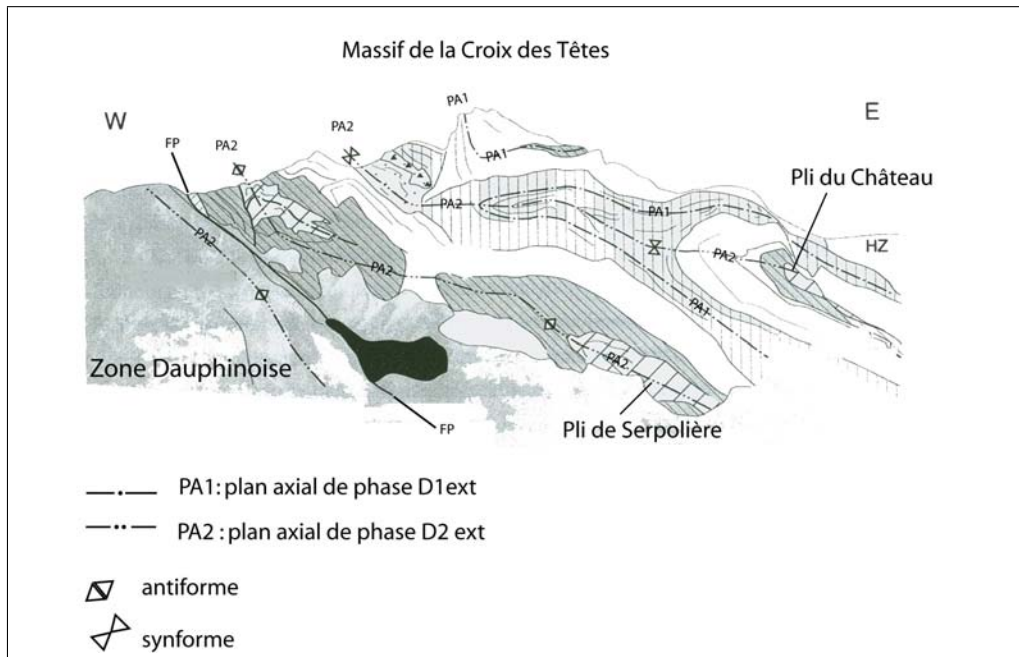 Massif de la Croix des Têtes
PA1
W
PA2
E
FP
PA2
PA1
Pli du Château
PA2
PA1
HZ
PA2
PA2
PA2
PA1
Zone Dauphinoise
PA2
Pli de Serpolière
FP
PA1 : plan axial de phase D1ext
PA2 : plan axial de phase D2 ext
antiforme
synforme